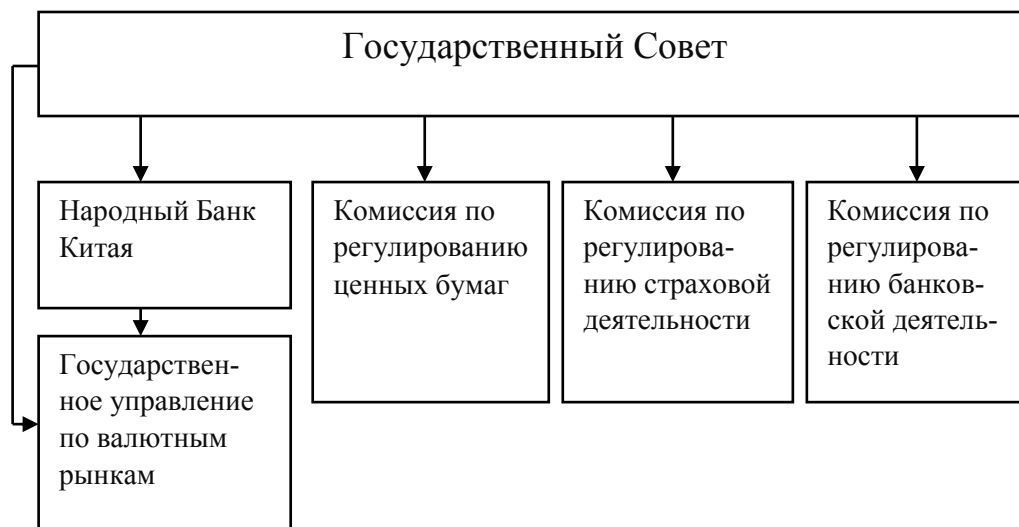 Государственный Совет
Народный Банк
Китая
Комиссия по
регулированию
ценных бумаг
Комиссия по
регулирова-
нию страховой
деятельности
Комиссия по
регулирова-
нию банков-
ской деятель-
ности
Государствен-
ное управление
по валютным
рынкам